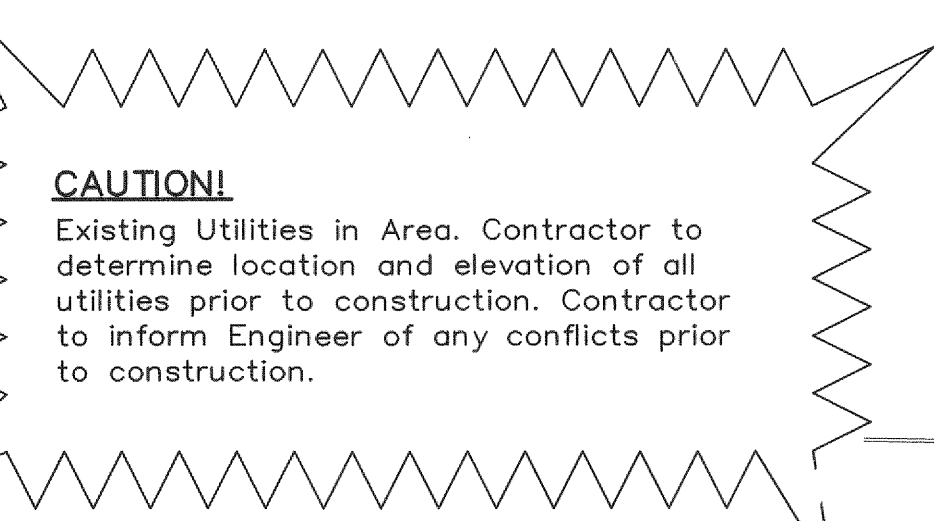 CAUTION!
Existing Utilities in Area. Contractor to
determine location and elevation of all
utilities prior to construction. Contractor
to inform Engineer of any conflicts prior
to construction.